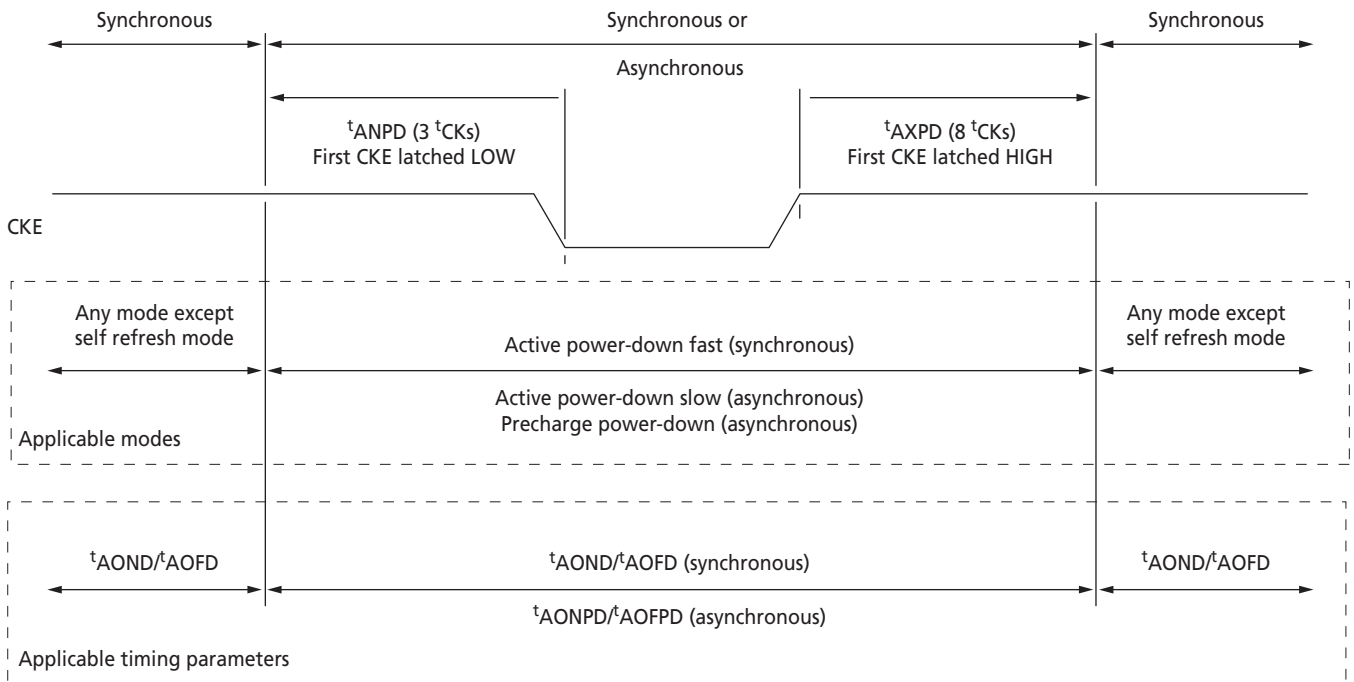 Synchronous
Synchronous or
Asynchronous
Synchronous
tANPD (3 tCKs)
First CKE latched LOW
tAXPD (8 tCKs)
First CKE latched HIGH
CKE
Any mode except
self refresh mode
Active power-down fast (synchronous)
Active power-down slow (asynchronous)
Precharge power-down (asynchronous)
Any mode except
self refresh mode
Applicable modes
tAOND/tAOFD
tAOND/tAOFD (synchronous)
tAONPD/tAOFPD (asynchronous)
tAOND/tAOFD
Applicable timing parameters